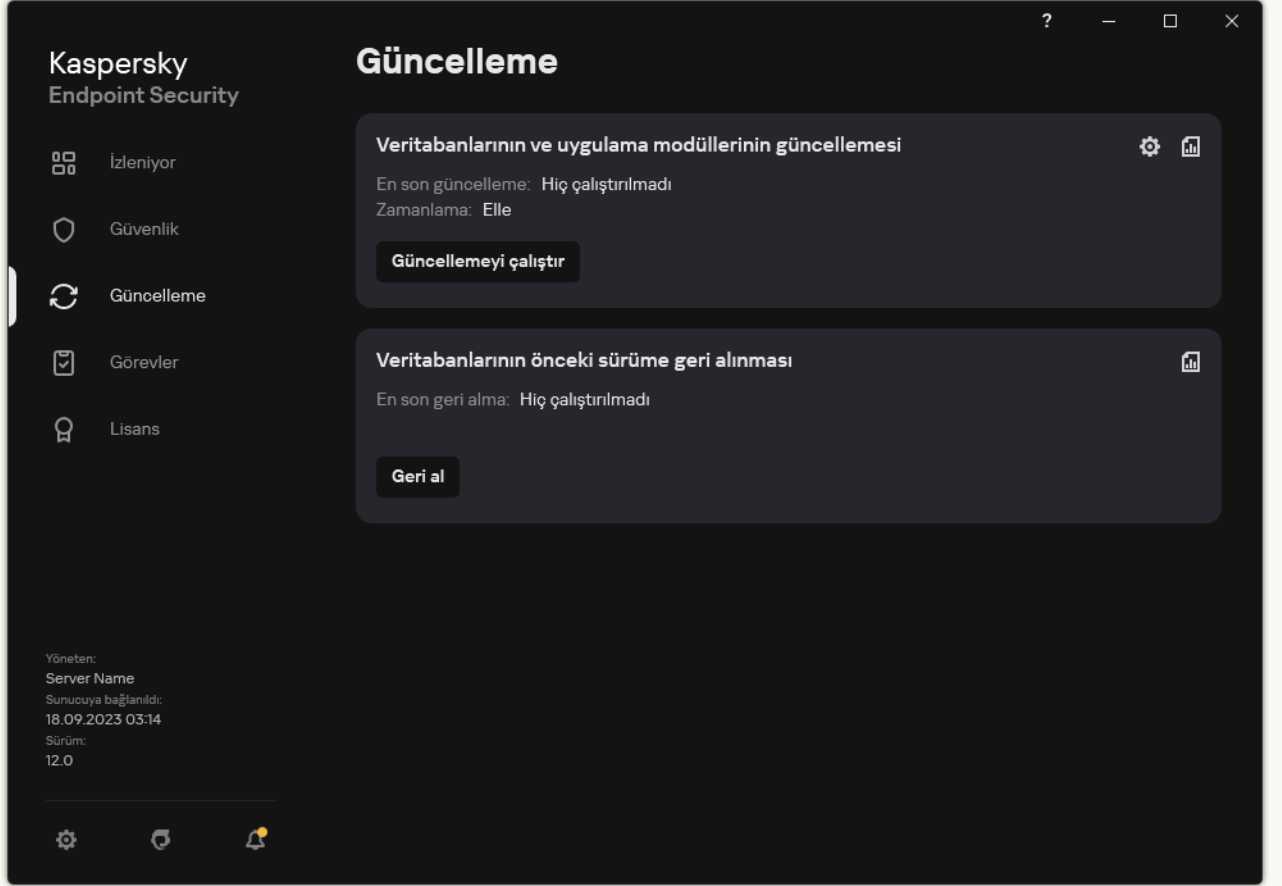 ?
Kaspersky
Endpoint Security
İzleniyor
Güvenlik
Güncelleme
Görevler
Lisans
Yöneten:
Server Name
Sunucuya bağlanıldı:
18.09.2023 03:14
Sürüm:
12.0
Güncelleme
Veritabanlarının ve uygulama modüllerinin güncellemesi
En son güncelleme: Hiç çalıştırılmadı
Zamanlama: Elle
Güncellemeyi çalıştır
Veritabanlarının önceki sürüme geri alınması
En son geri alma: Hiç çalıştırılmadı
Geri al